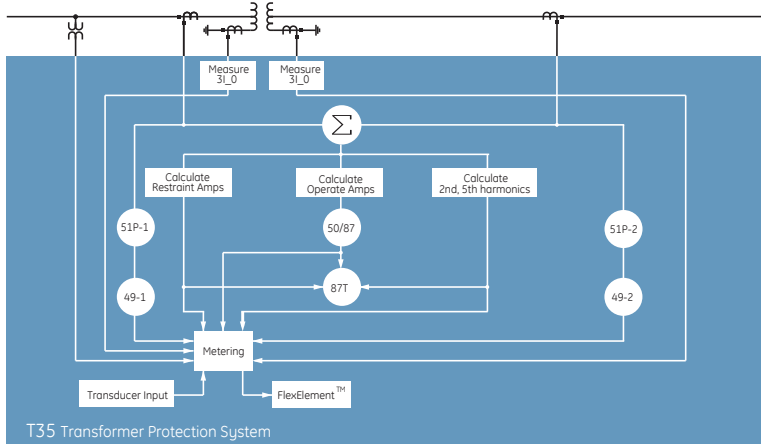 Measure
3I_0
Measure
3I_0
Σ
Calculate
Restraint Amps
Calculate
Operate Amps
Calculate
2nd, 5th harmonics
51P-1
50/87
51P-2
49-1
87T
49-2
Metering
Transducer Input
FlexElement™
T35 Transformer Protection System